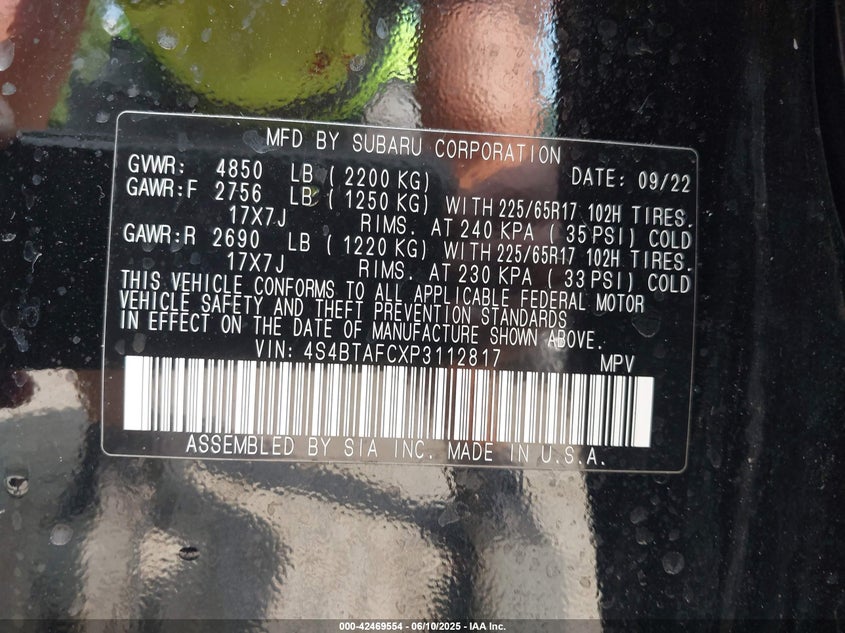 MFD BY SUBARU CORPORATION
GVWR: 4850 LB ( 2200 KG) DATE: 09/22
GAWR:F 2756 LB ( 1250 KG) WITH 225/65R17 102H TIRES.
17X7J RIMS. AT 240 KPA ( 35 PSI) COLD
GAWR:R 2690 LB ( 1220 KG) WITH 225/65R17 102H TIRES.
17X7J RIMS. AT 230 KPA ( 33 PSI) COLD
THIS VEHICLE CONFORMS TO ALL APPLICABLE FEDERAL MOTOR
VEHICLE SAFETY AND THEFT PREVENTION STANDARDS
IN EFFECT ON THE DATE OF MANUFACTURE SHOWN ABOVE.
VIN: 4S4BTAFCXP3112817 MPV
ASSEMBLED BY SIA INC. MADE IN U.S.A.
000-42469554 - 06/10/2025 - IAA Inc.